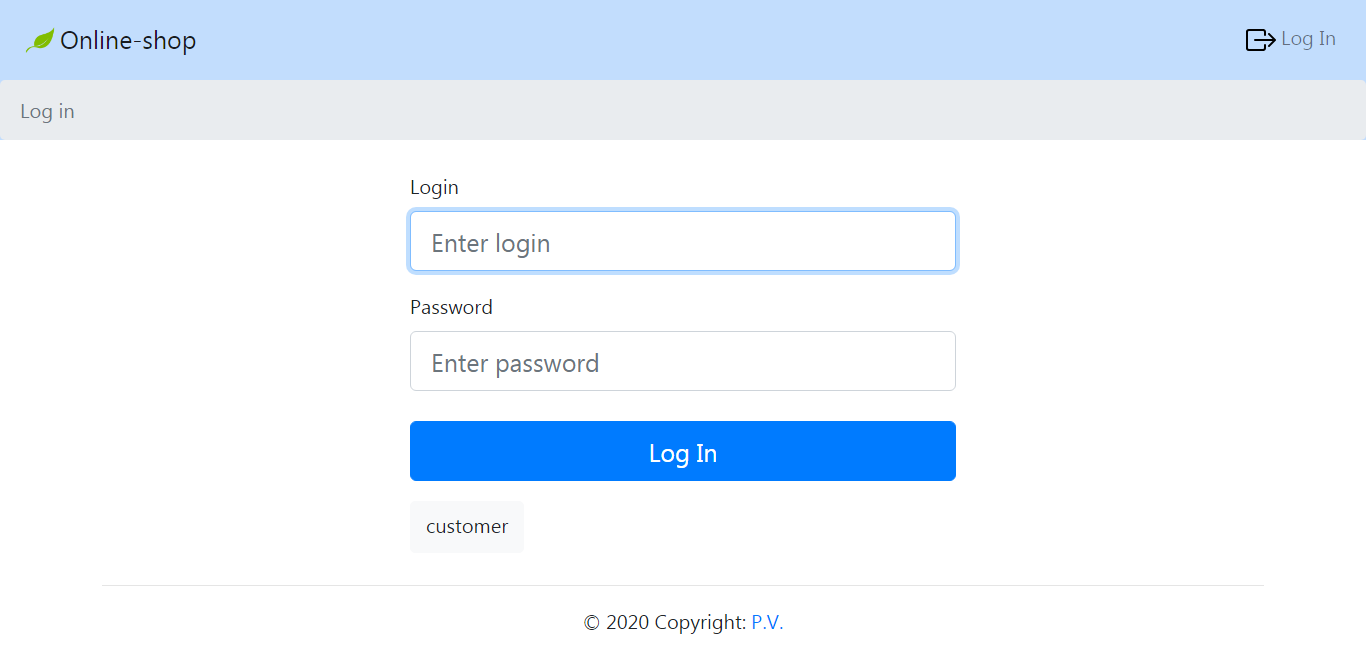 Online-shop
Log In
Log in
Login
Enter login
Password
Enter password
Log In
customer
© 2020 Copyright: P.V.